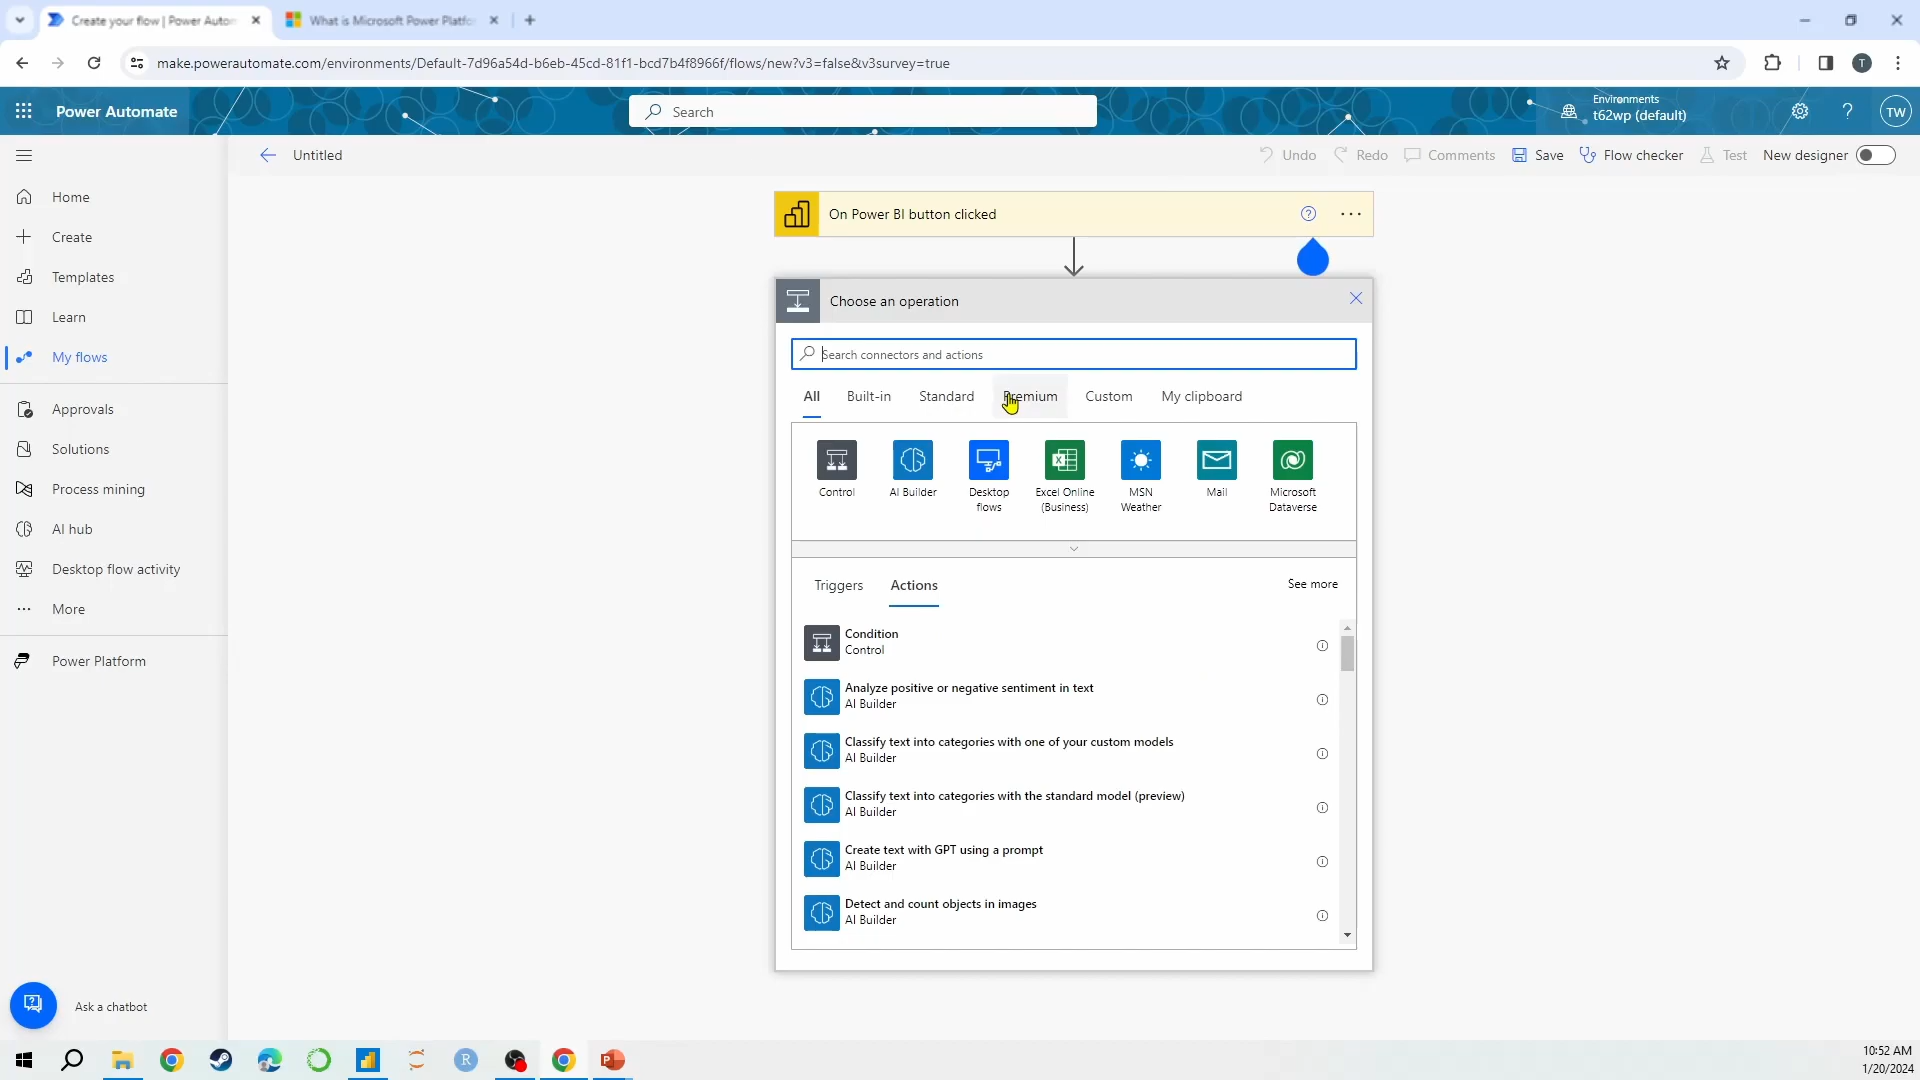 Create your flow | Power Autom
What is Microsoft Power Platfo
make.powerautomate.com/environments/Default-7d96a54d-b6eb-45cd-81f1-bcd7b4f8966f/flows/new?v3=false&v3survey=true
T
Power Automate
Search
Environments
t62wp (default)
TW
Untitled
Undo
Redo
Comments
Save
Flow checker
Test
New designer
Home
Create
Templates
Learn
My flows
Approvals
Solutions
Process mining
AI hub
Desktop flow activity
More
Power Platform
Ask a chatbot
On Power BI button clicked
Choose an operation
Search connectors and actions
All
Built-in
Standard
Premium
Custom
My clipboard
Control
AI Builder
Desktop
flows
Excel Online
(Business)
MSN
Weather
Mail
Microsoft
Dataverse
Triggers
Actions
See more
Condition
Control
Analyze positive or negative sentiment in text
AI Builder
Classify text into categories with one of your custom models
AI Builder
Classify text into categories with the standard model (preview)
AI Builder
Create text with GPT using a prompt
AI Builder
Detect and count objects in images
AI Builder
10:52 AM
1/20/2024